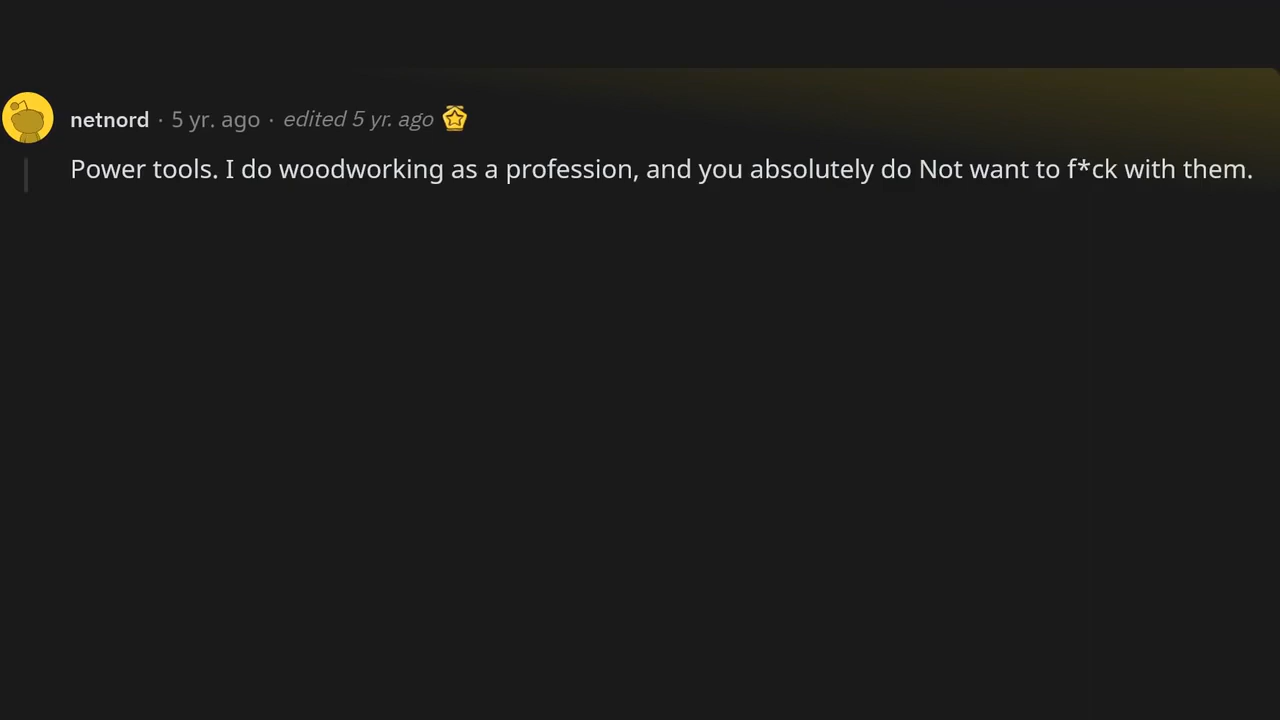 netnord · 5 yr. ago · edited 5 yr. ago
Power tools. I do woodworking as a profession, and you absolutely do Not want to f*ck with them.